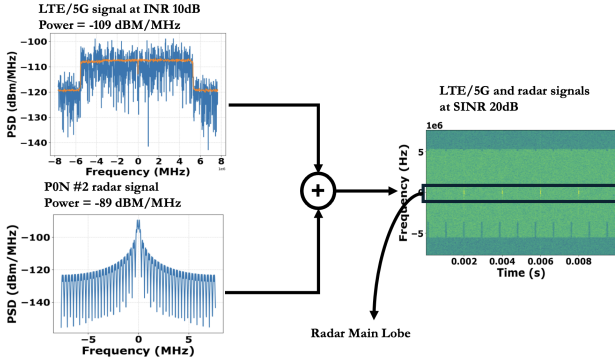 LTE/5G signal at INR 10dB
Power = -109 dBM/MHz
PSD (dBm/MHz)
−100
−110
−120
−130
−140
−8 −6 −4 −2 0 2 4 6 8
Frequency (MHz)
1e6
P0N #2 radar signal
Power = -89 dBM/MHz
PSD (dBm/MHz)
−100
−120
−140
−5 0 5
Frequency (MHz)
+
LTE/5G and radar signals
at SINR 20dB
1e6
Frequency (Hz)
5
0
−5
0.002 0.004 0.006 0.008
Time (s)
Radar Main Lobe